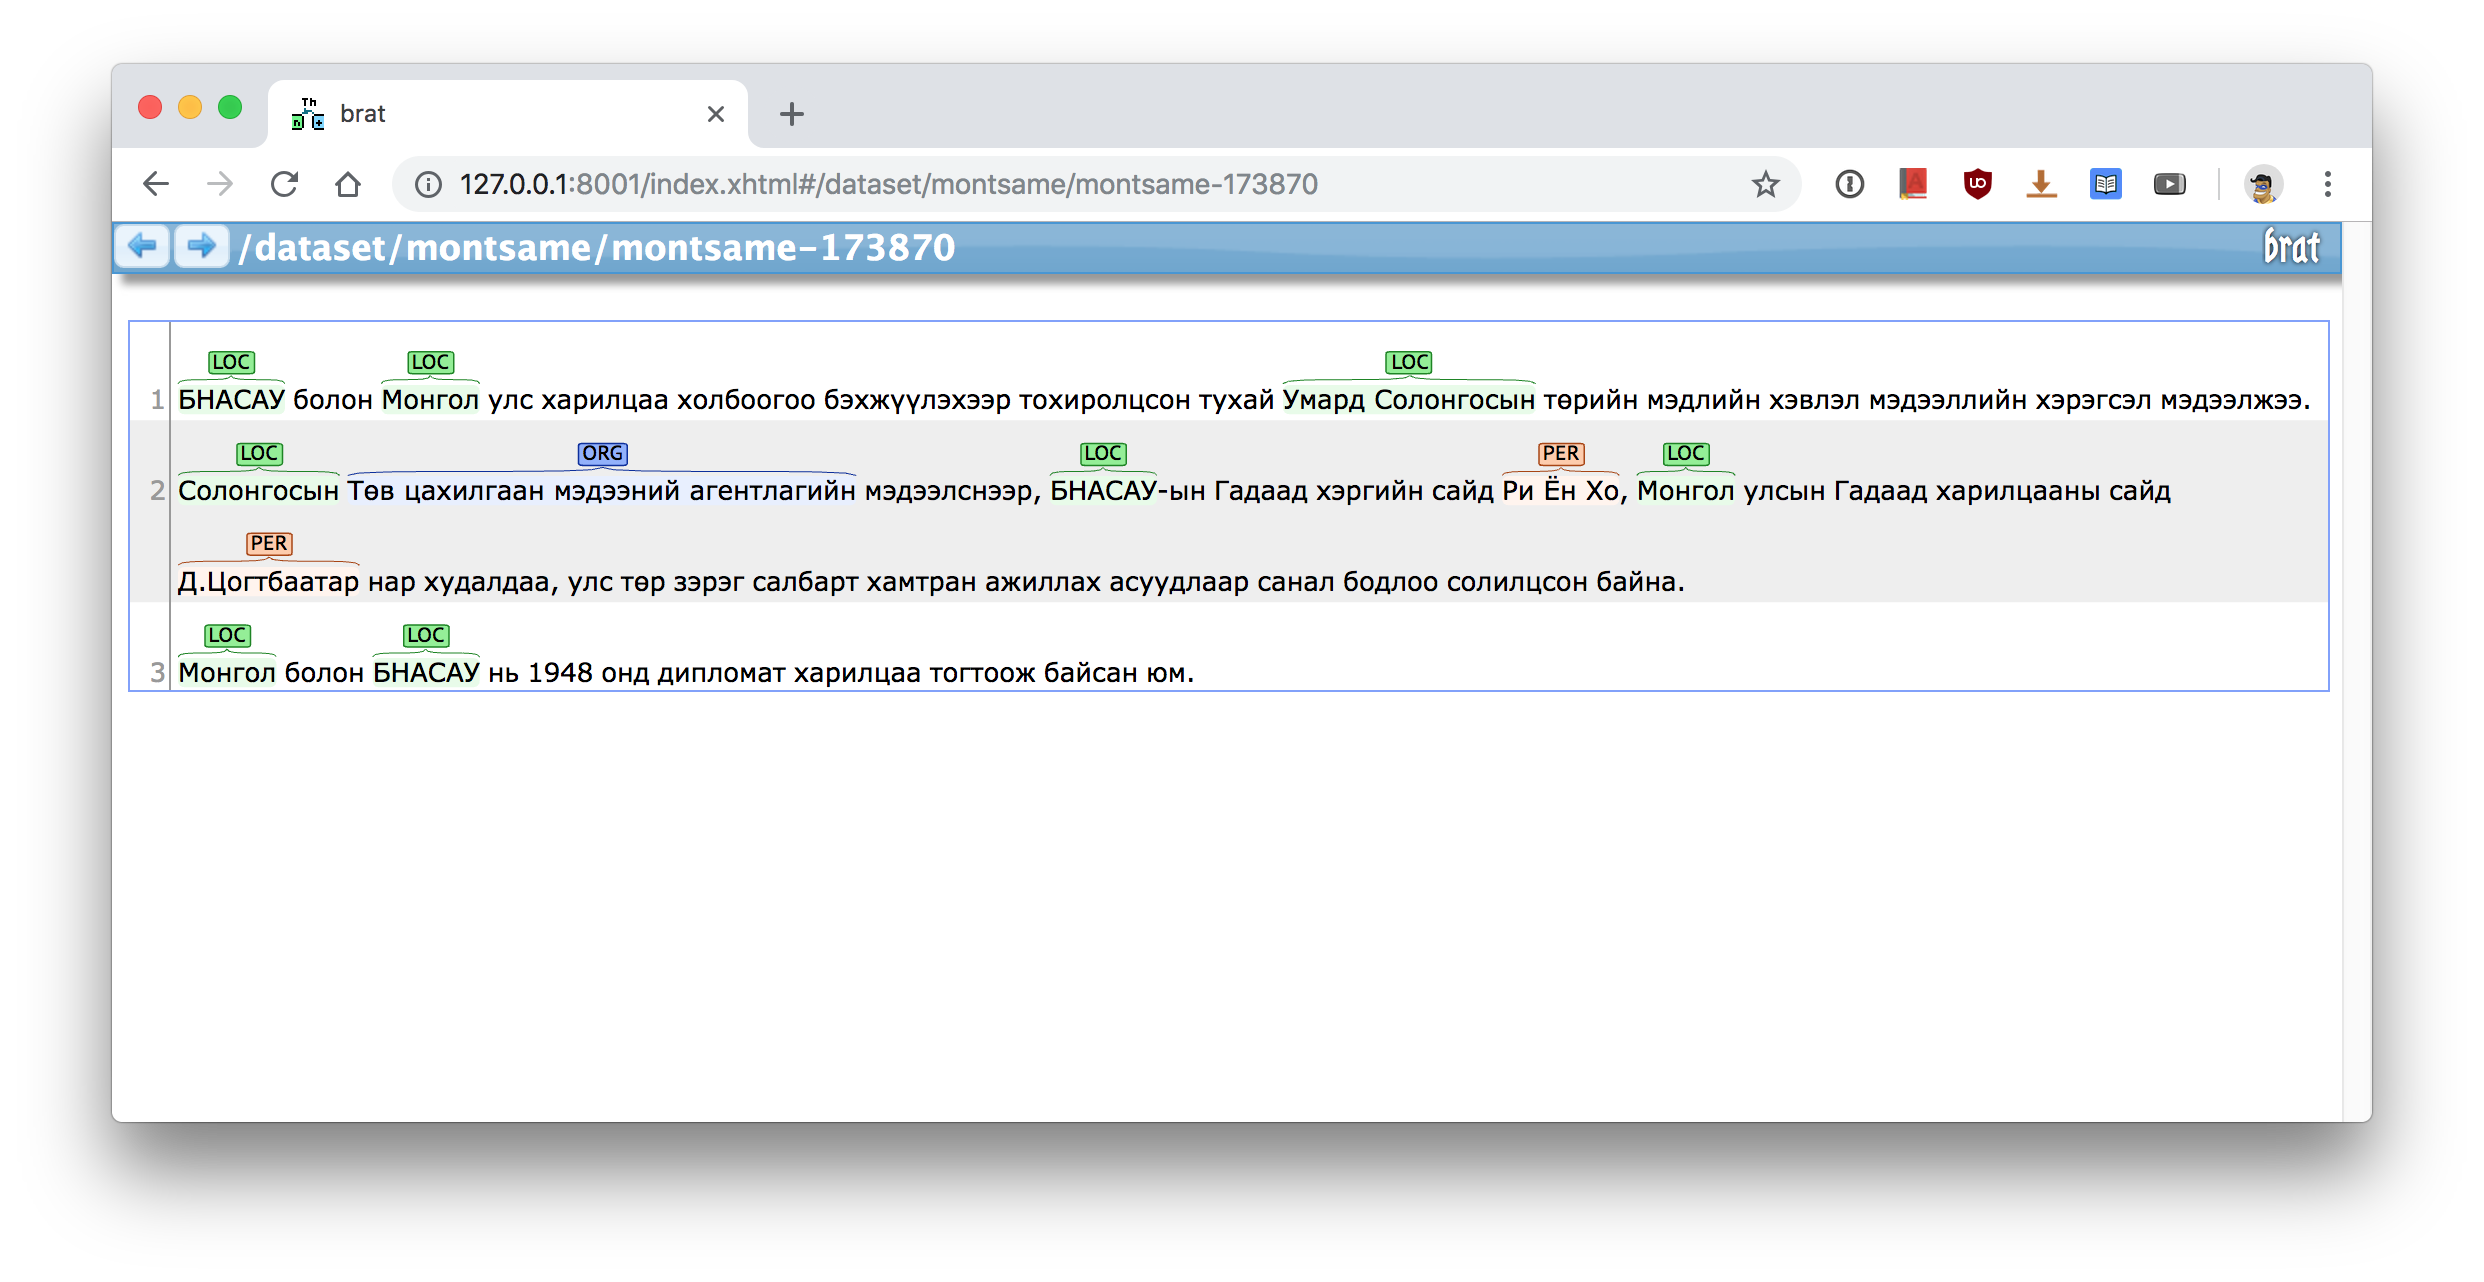 brat
127.0.0.1:8001/index.xhtml#/dataset/montsame/montsame-173870
/dataset/montsame/montsame-173870 brat
LOC LOC LOC
1 БНАСАУ болон Монгол улс харилцаа холбоогоо бэхжүүлэхээр тохиролцсон тухай Умард Солонгосын төрийн мэдлийн хэвлэл мэдээллийн хэрэгсэл мэдээлжээ.
LOC ORG LOC PER LOC
2 Солонгосын Төв цахилгаан мэдээний агентлагийн мэдээлснээр, БНАСАУ-ын Гадаад хэргийн сайд Ри Ён Хо, Монгол улсын Гадаад харилцааны сайд
PER
Д.Цогтбаатар нар худалдаа, улс төр зэрэг салбарт хамтран ажиллах асуудлаар санал бодлоо солилцсон байна.
LOC LOC
3 Монгол болон БНАСАУ нь 1948 онд дипломат харилцаа тогтоож байсан юм.